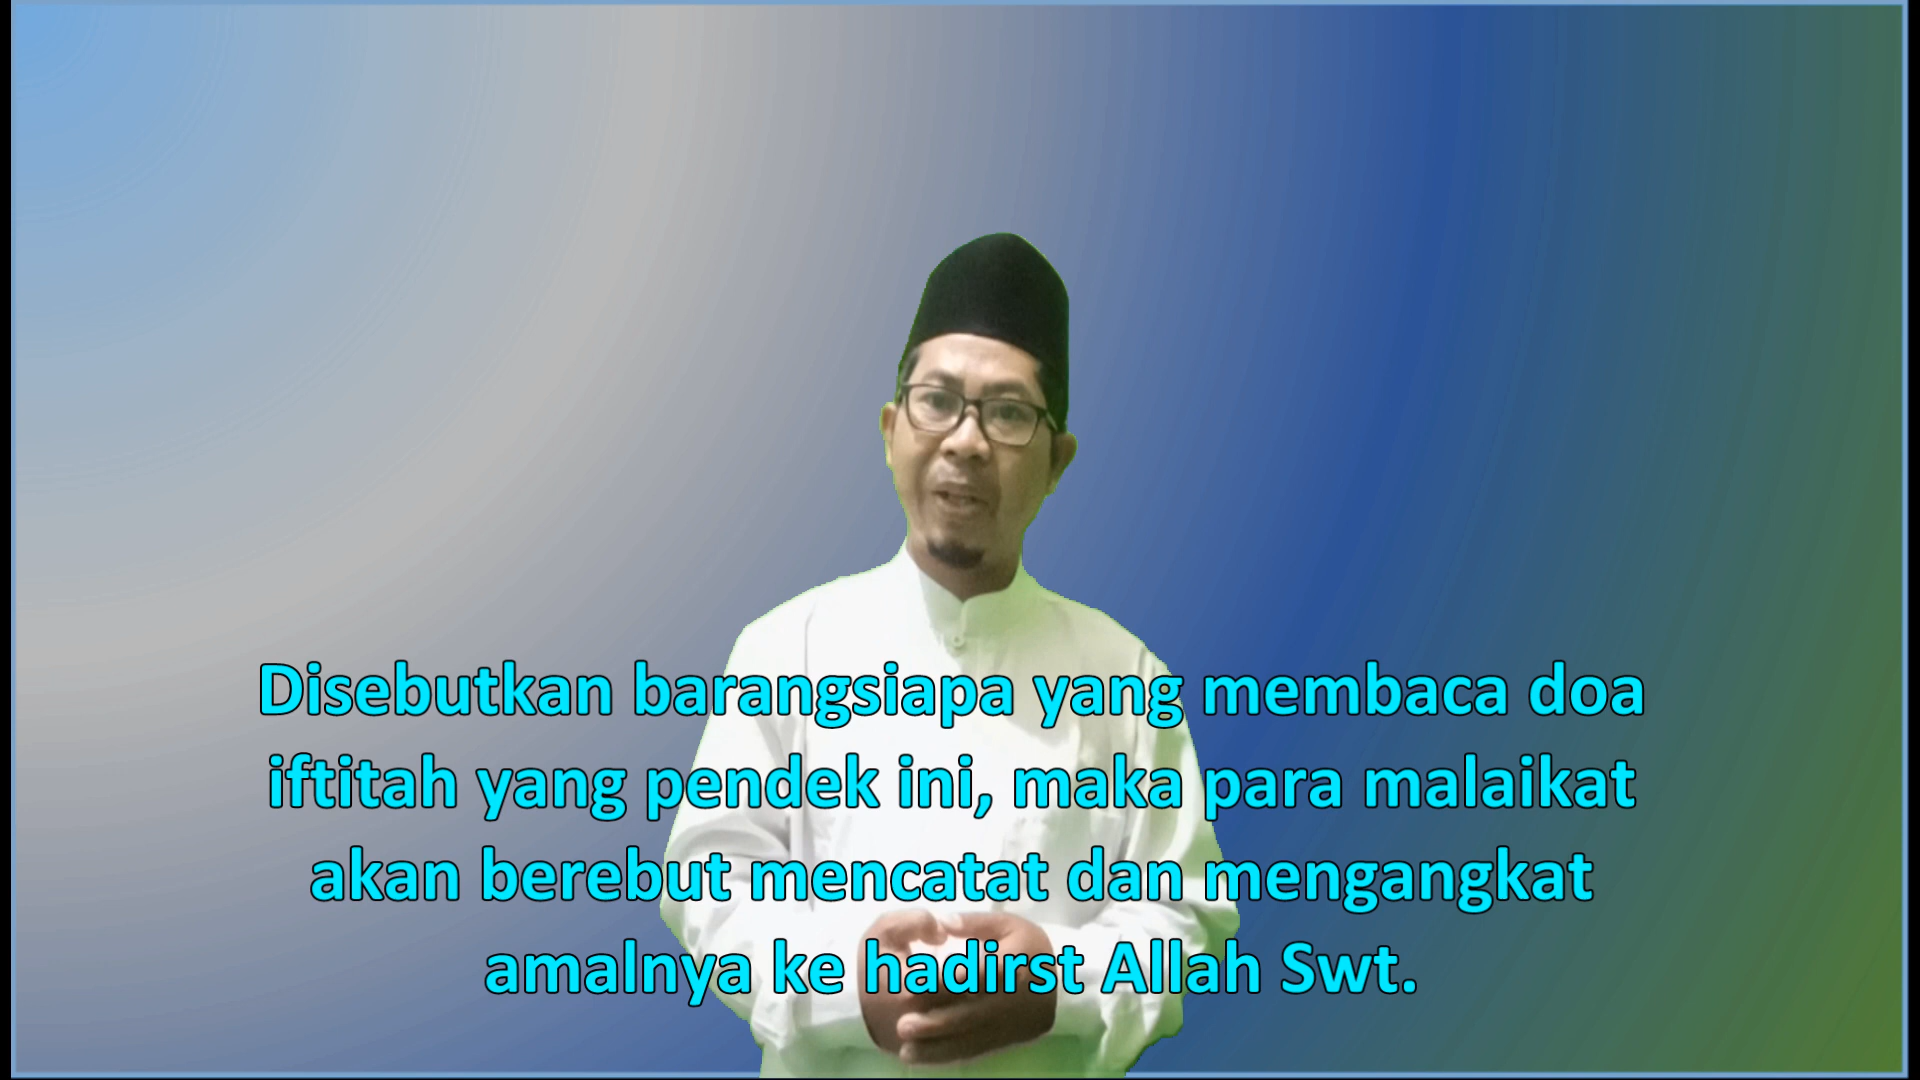 Disebutkan barangsiapa yang membaca doa
iftitah yang pendek ini, maka para malaikat
akan berebut mencatat dan mengangkat
amalnya ke hadirst Allah Swt.